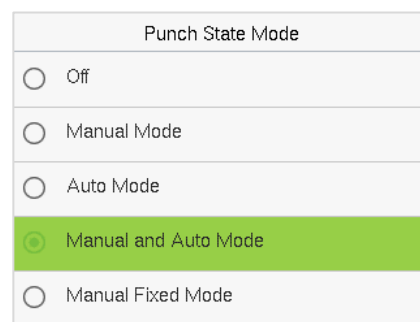 Punch State Mode
Off
Manual Mode
Auto Mode
Manual and Auto Mode
Manual Fixed Mode